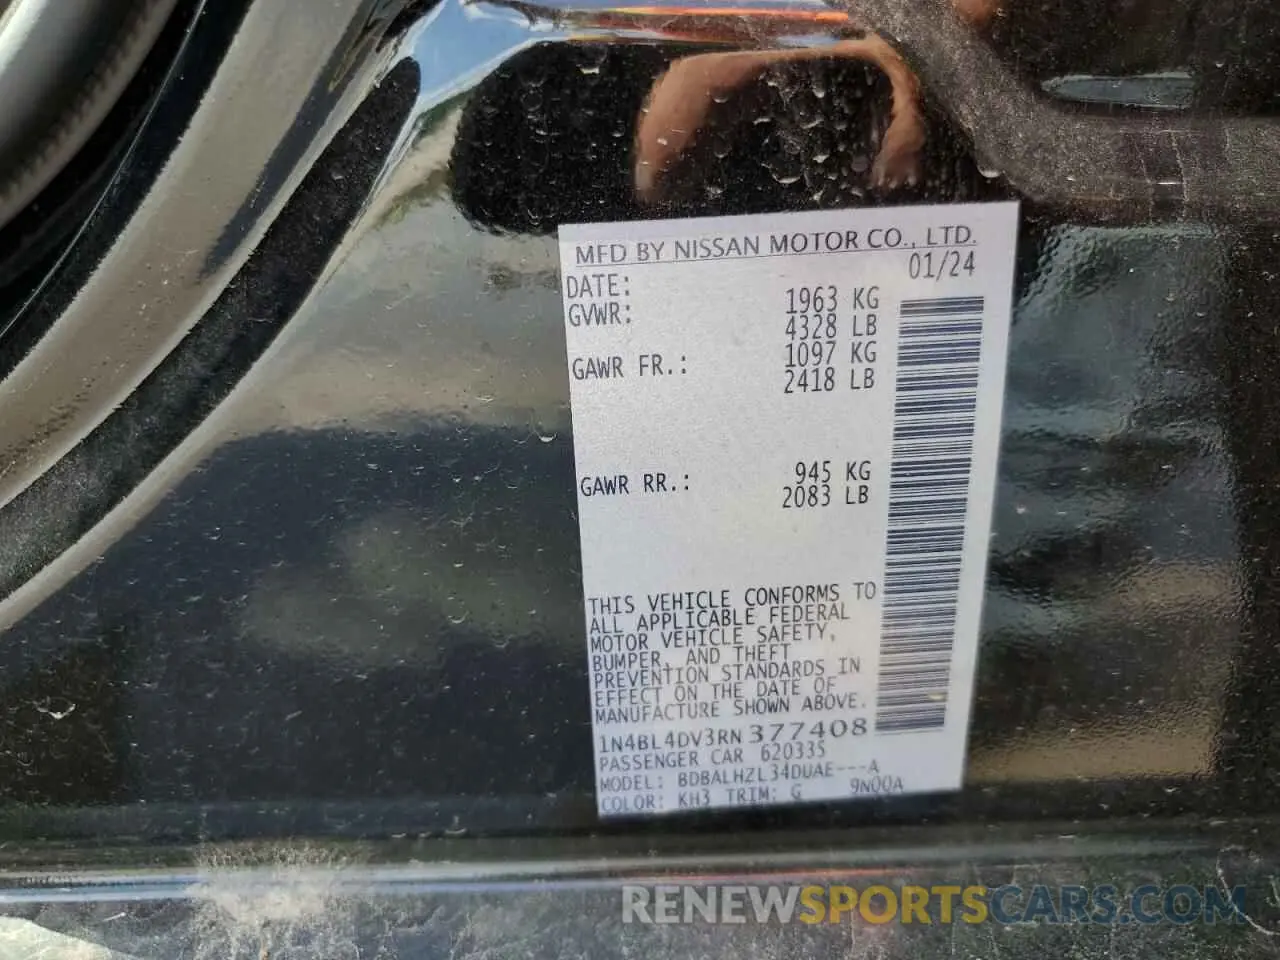 MFD BY NISSAN MOTOR CO., LTD.
DATE: 01/24
GVWR: 1963 KG
4328 LB
GAWR FR.: 1097 KG
2418 LB
GAWR RR.: 945 KG
2083 LB
THIS VEHICLE CONFORMS TO
ALL APPLICABLE FEDERAL
MOTOR VEHICLE SAFETY,
BUMPER, AND THEFT
PREVENTION STANDARDS IN
EFFECT ON THE DATE OF
MANUFACTURE SHOWN ABOVE.
1N4BL4DV3RN377408
PASSENGER CAR 620335
MODEL: BDBALHZL34DUAE---A
COLOR: KH3 TRIM: G 9N00A
RENEWSPORTSCARS.COM